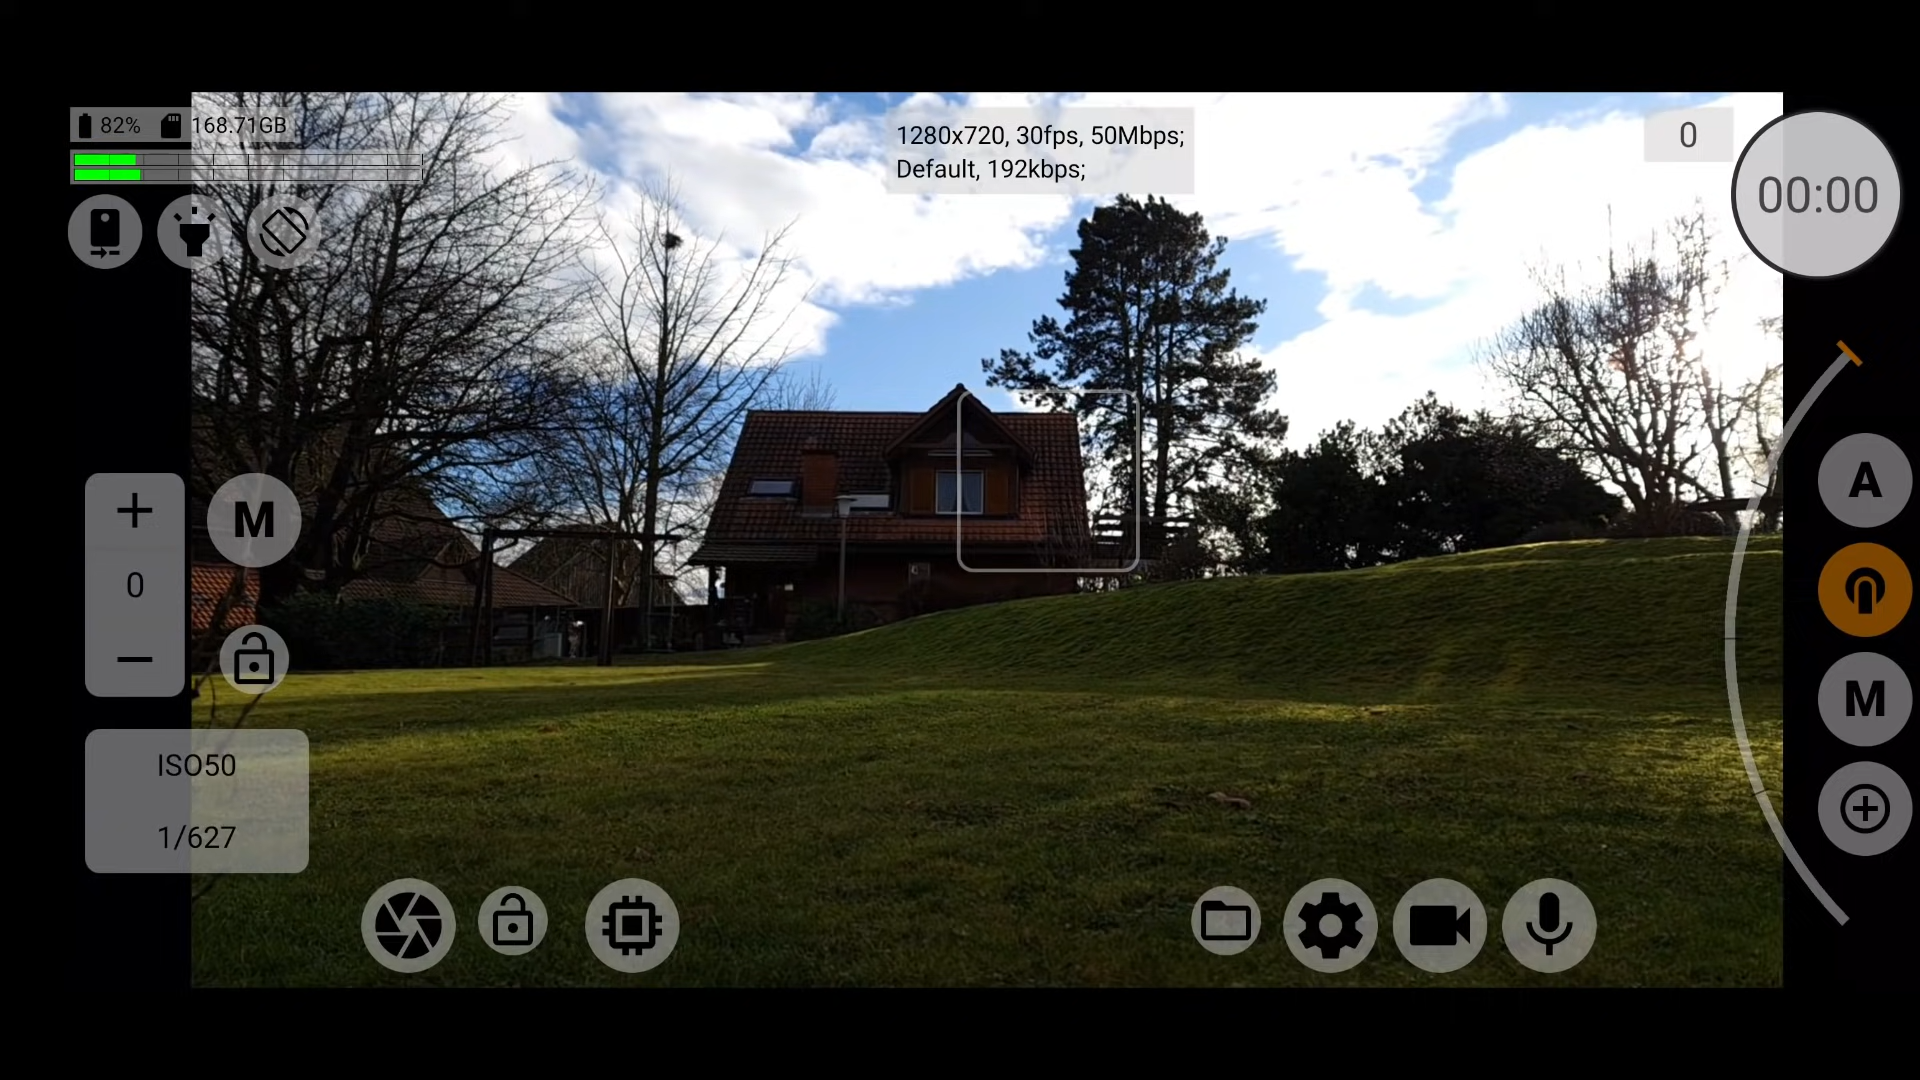 82% 168.71GB
1280x720, 30fps, 50Mbps;
Default, 192kbps;
0
00:00
M
0
A
M
ISO50
1/627